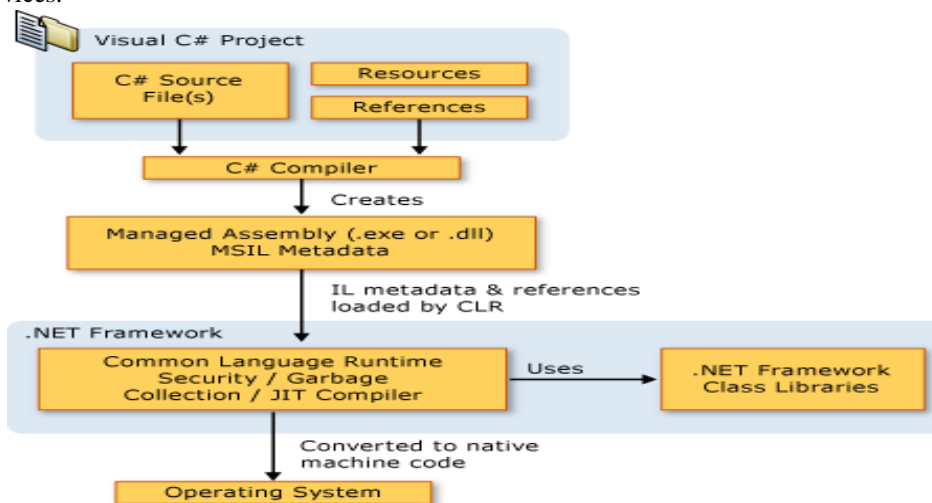 Visual C# Project
C# Source
File(s)
Resources
References
C# Compiler
Creates
Managed Assembly (.exe or .dll)
MSIL Metadata
IL metadata & references
loaded by CLR
.NET Framework
Common Language Runtime
Security / Garbage
Collection / JIT Compiler
Uses
.NET Framework
Class Libraries
Converted to native
machine code
Operating System